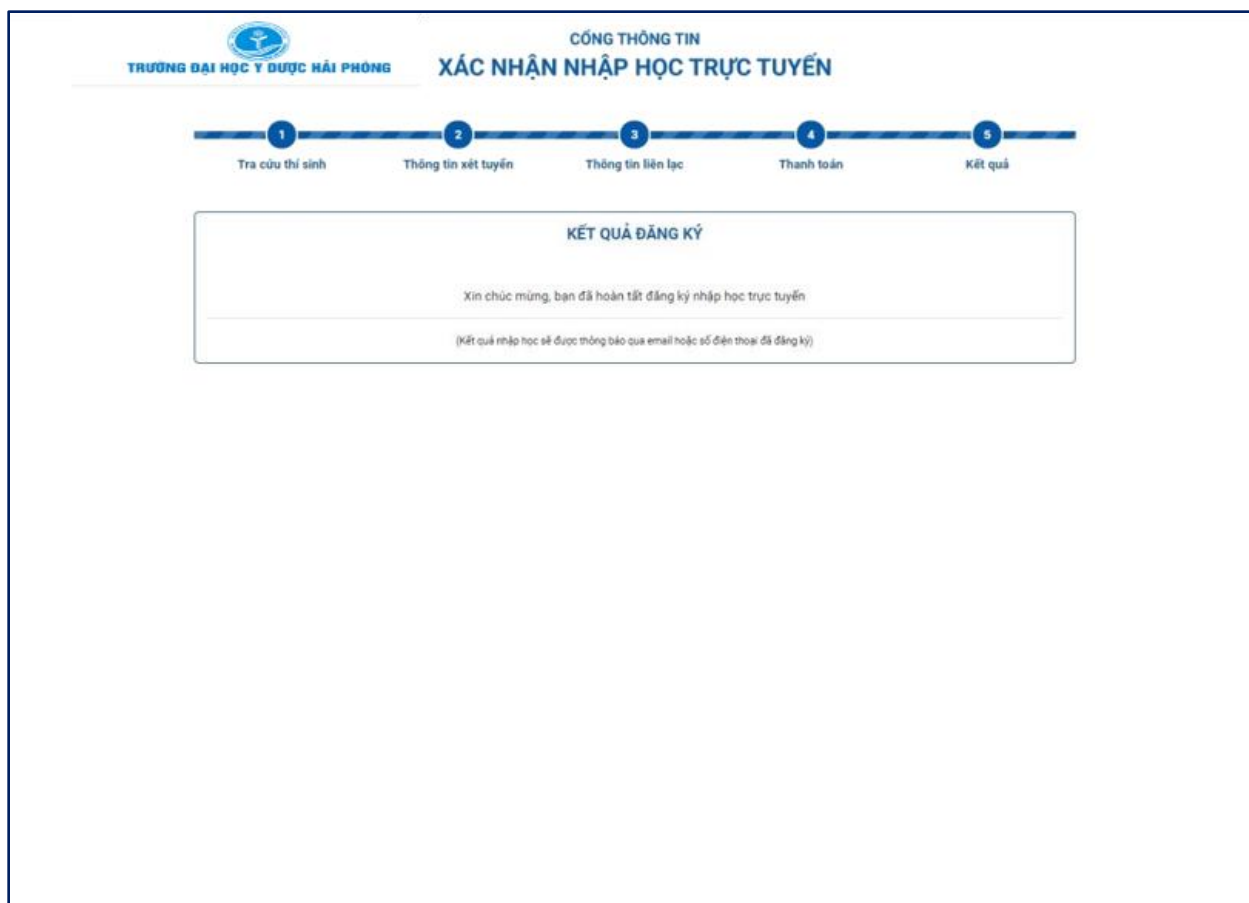 TRƯỜNG ĐẠI HỌC Y DƯỢC HẢI PHÒNG
CỔNG THÔNG TIN
XÁC NHẬN NHẬP HỌC TRỰC TUYẾN
1 2 3 4 5
Tra cứu thí sinh Thông tin xét tuyển Thông tin liên lạc Thanh toán Kết quả
KẾT QUẢ ĐĂNG KÝ
Xin chúc mừng, bạn đã hoàn tất đăng ký nhập học trực tuyến
(Kết quả nhập học sẽ được thông báo qua email hoặc số điện thoại đã đăng ký)